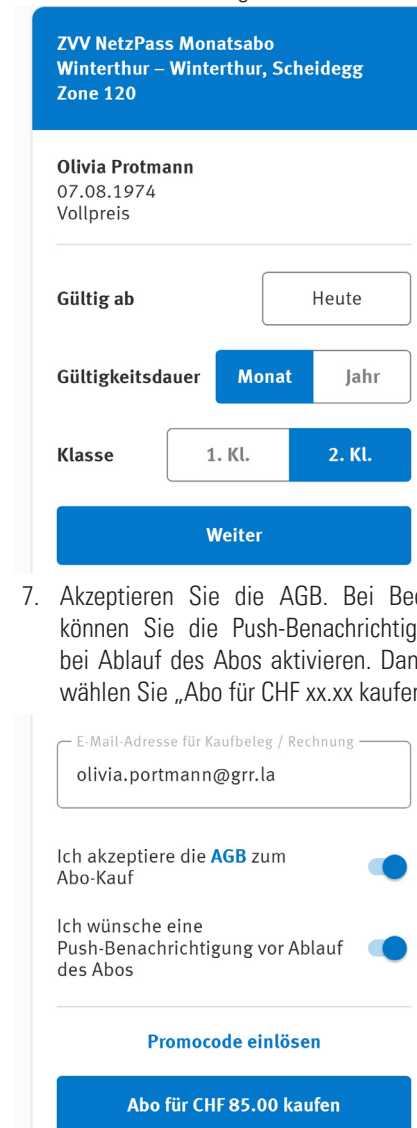 ZVV NetzPass Monatsabo
Winterthur – Winterthur, Scheidegg
Zone 120
Olivia Protmann
07.08.1974
Vollpreis
Gültig ab Heute
Gültigkeitsdauer Monat Jahr
Klasse 1. Kl. 2. Kl.
Weiter
7. Akzeptieren Sie die AGB. Bei
können Sie die
bei Ablauf des Abos aktivieren.
wählen Sie „Abo für CHF xx.xx
E-Mail-Adresse für Kaufbeleg / Rechnung
olivia.portmann@grr.la
Ich akzeptiere die AGB zum
Abo-Kauf
Ich wünsche eine
Push-Benachrichtigung vor Ablauf
des Abos
Promocode einlösen
Abo für CHF 85.00 kaufen